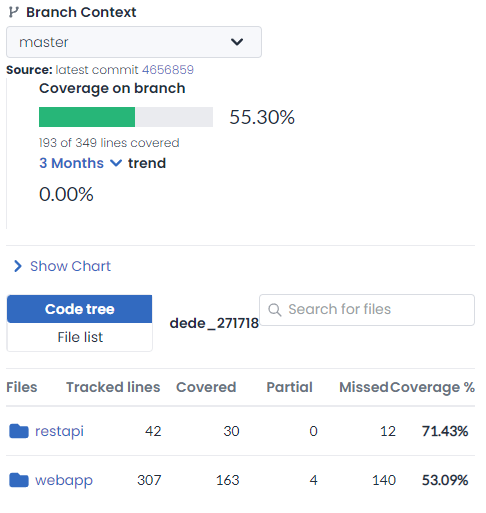 Branch Context
master
Source: latest commit 4656859
Coverage on branch
55.30%
193 of 349 lines covered
3 Months trend
0.00%
Show Chart
Code tree
File list
dede_271718
Search for files
Files Tracked lines Covered Partial Missed Coverage %
restapi 42 30 0 12 71.43%
webapp 307 163 4 140 53.09%